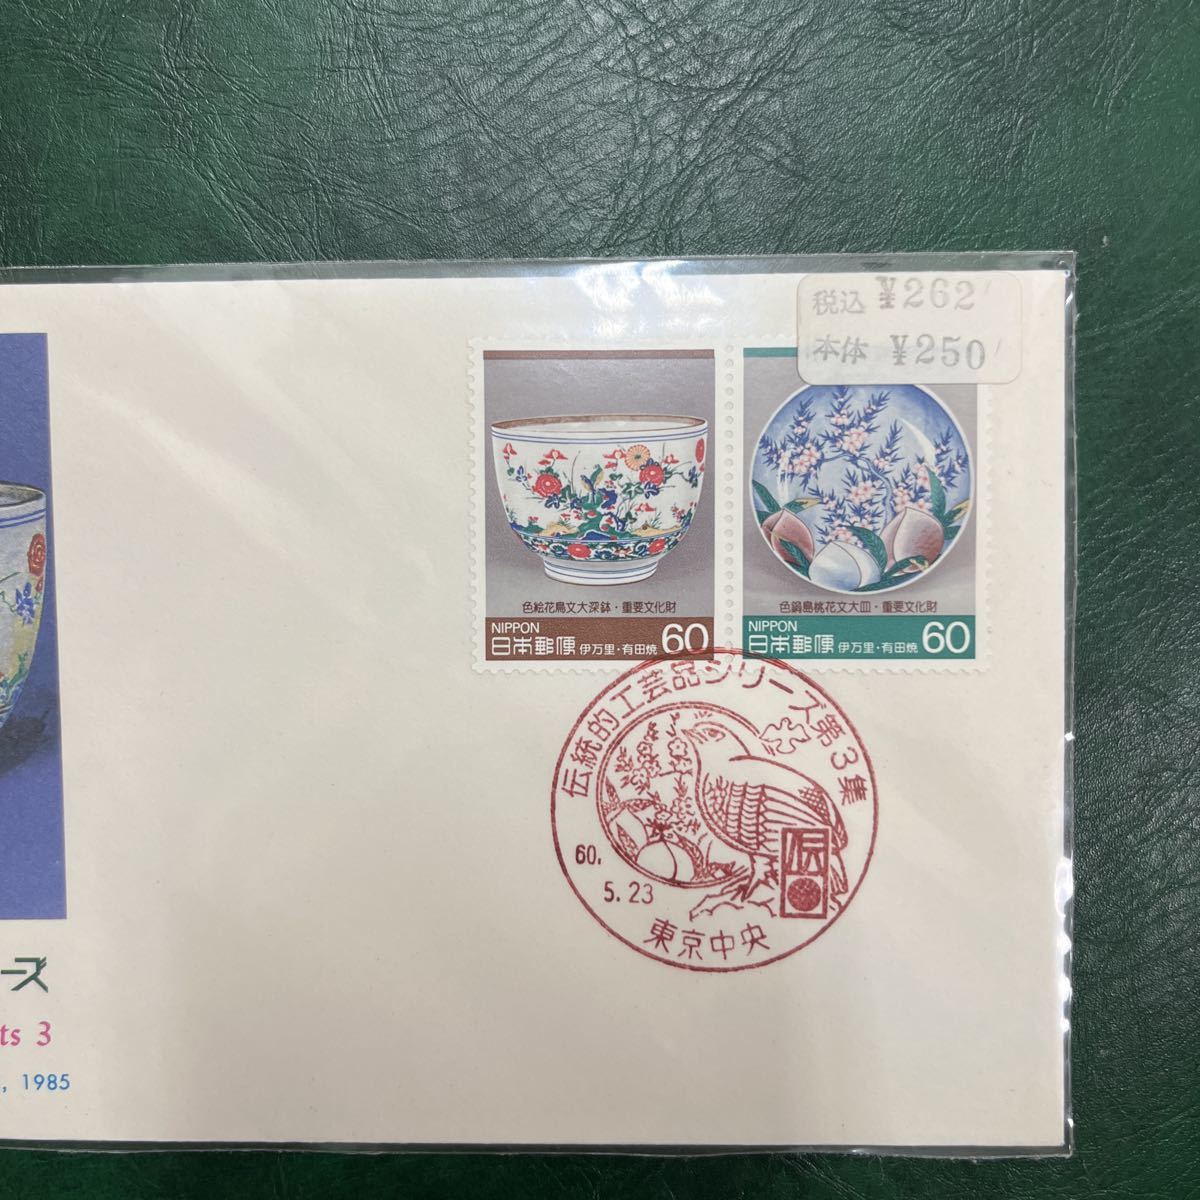 税込 ¥262
本体 ¥250
色絵花鳥文大深鉢・重要文化財
NIPPON
日本郵便 伊万里・有田焼 60
色鍋島桃花文大皿・重要文化財
NIPPON
日本郵便 伊万里・有田焼 60
伝統的工芸品シリーズ第3集
伝
60.
5.23
東京中央
ーズ
ts 3
, 1985